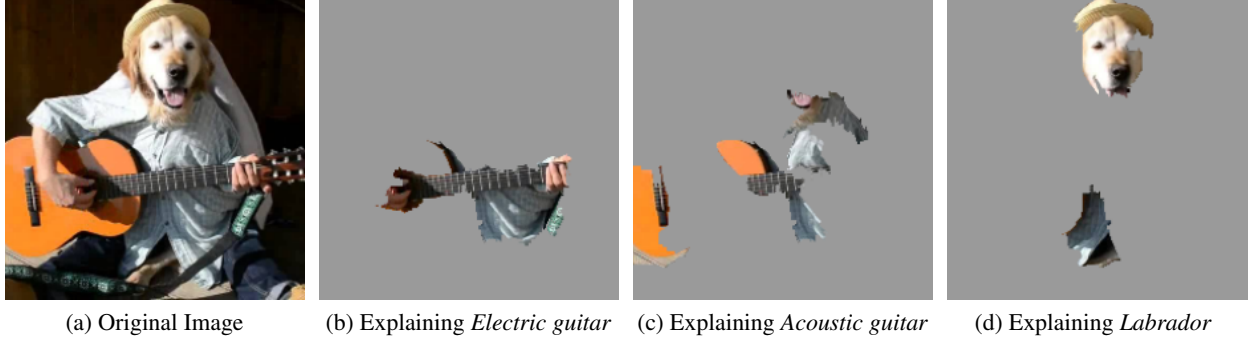 (a) Original Image
(b) Explaining Electric guitar
(c) Explaining Acoustic guitar
(d) Explaining Labrador